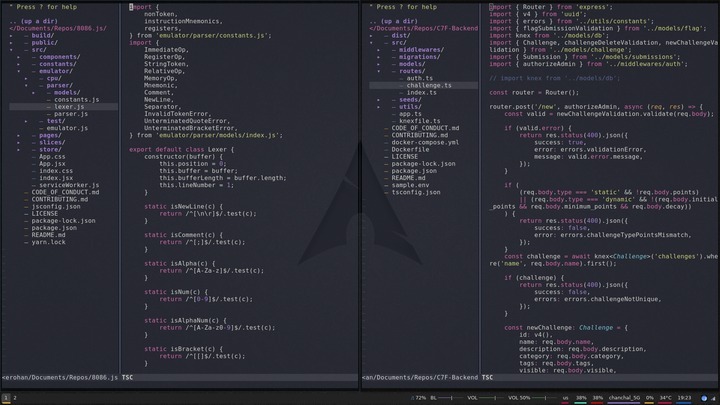 " Press ? for help
.. (up a dir)
</Documents/Repos/8086.js/
▸ build/
▸ public/
▾ src/
▸ components/
▸ constants/
▾ emulator/
▸ cpu/
▾ parser/
▸ models/
constants.js
lexer.js
parser.js
▸ test/
emulator.js
▸ pages/
▸ slices/
▸ store/
App.css
App.jsx
index.css
index.jsx
serviceWorker.js
CODE_OF_CONDUCT.md
CONTRIBUTING.md
jsconfig.json
LICENSE
package-lock.json
package.json
README.md
yarn.lock
<erohan/Documents/Repos/8086.js
import {
nonToken,
instructionMnemonics,
registers,
} from 'emulator/parser/constants.js';
import {
ImmediateOp,
RegisterOp,
StringToken,
RelativeOp,
MemoryOp,
Mnemonic,
Comment,
NewLine,
Separator,
InvalidTokenError,
UnterminatedQuoteError,
UnterminatedBracketError,
} from 'emulator/parser/models/index.js';
export default class Lexer {
constructor(buffer) {
this.position = 0;
this.buffer = buffer;
this.bufferLength = buffer.length;
this.lineNumber = 1;
}
static isNewLine(c) {
return /^[\n\r]$/.test(c);
}
static isComment(c) {
return /^[;]$/.test(c);
}
static isAlpha(c) {
return /^[A-Za-z]$/.test(c);
}
static isNum(c) {
return /^[0-9]$/.test(c);
}
static isAlphaNum(c) {
return /^[A-Za-z0-9]$/.test(c);
}
static isBracket(c) {
return /^[[]$/.test(c);
}
TSC
" Press ? for help
.. (up a dir)
</Documents/Repos/C7F-Backend
▸ dist/
▾ src/
▸ middlewares/
▸ migrations/
▸ models/
▾ routes/
auth.ts
challenge.ts
index.ts
▸ seeds/
▸ utils/
app.ts
knexfile.ts
CODE_OF_CONDUCT.md
CONTRIBUTING.md
docker-compose.yml
Dockerfile
LICENSE
package-lock.json
package.json
README.md
sample.env
tsconfig.json
<an/Documents/Repos/C7F-Backend
import { Router } from 'express';
import { v4 } from 'uuid';
import { errors } from '../utils/constants';
import { flagSubmissionValidation } from '../models/flag';
import knex from '../models/db';
import { Challenge, challengeDeleteValidation, newChallengeVa
lidation } from '../models/challenge';
import { Submission } from '../models/submission';
import { authorizeAdmin } from '../middlewares/auth';
// import knex from '../models/db';
const router = Router();
router.post('/new', authorizeAdmin, async (req, res) => {
const valid = newChallengeValidation.validate(req.body);
if (valid.error) {
return res.status(400).json({
success: true,
error: errors.validationError,
message: valid.error.message,
});
}
if (
(req.body.type === 'static' && !req.body.points)
|| (req.body.type === 'dynamic' && !(req.body.initial
_points && req.body.minimum_points && req.body.decay))
) {
return res.status(400).json({
success: false,
error: errors.challengeTypePointsMismatch,
});
}
const challenge = await knex<Challenge>('challenges').whe
re('name', req.body.name).first();
if (challenge) {
return res.status(400).json({
success: false,
errors: errors.challengeNotUnique,
});
}
const newChallenge: Challenge = {
id: v4(),
name: req.body.name,
description: req.body.description,
category: req.body.category,
tags: req.body.tags,
visible: req.body.visible,
TSC
1 2
72% BL VOL VOL 50% us 38% 38% chanchal_5G 0% 34°C 19:23